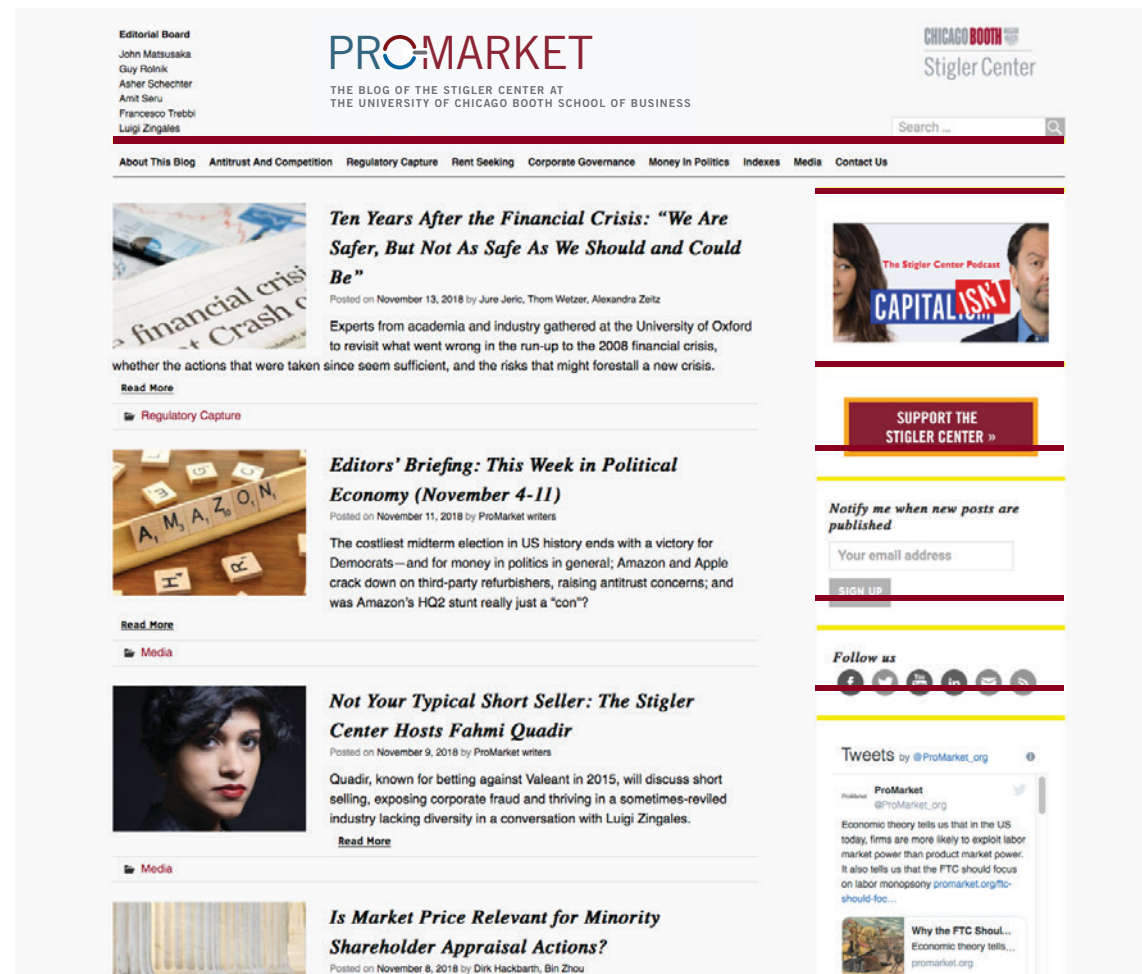 Editorial Board
John Matsusaka
Guy Rolnik
Asher Schechter
Amit Seru
Francesco Trebbi
Luigi Zingales
PROMARKET
THE BLOG OF THE STIGLER CENTER AT
THE UNIVERSITY OF CHICAGO BOOTH SCHOOL OF BUSINESS
CHICAGO BOOTH
Stigler Center
Search ...
About This Blog Antitrust And Competition Regulatory Capture Rent Seeking Corporate Governance Money In Politics Indexes Media Contact Us
financial crisis
Crash
Ten Years After the Financial Crisis: “We Are
Safer, But Not As Safe As We Should and Could
Be”
Posted on November 13, 2018 by Jure Jeric, Thom Wetzer, Alexandra Zeitz
Experts from academia and industry gathered at the University of Oxford
to revisit what went wrong in the run-up to the 2008 financial crisis,
whether the actions that were taken since seem sufficient, and the risks that might forestall a new crisis.
Read More
Regulatory Capture
AMAZON
Editors’ Briefing: This Week in Political
Economy (November 4-11)
Posted on November 11, 2018 by ProMarket writers
The costliest midterm election in US history ends with a victory for
Democrats—and for money in politics in general; Amazon and Apple
crack down on third-party refurbishers, raising antitrust concerns; and
was Amazon’s HQ2 stunt really just a “con”?
Read More
Media
Not Your Typical Short Seller: The Stigler
Center Hosts Fahmi Quadir
Posted on November 9, 2018 by ProMarket writers
Quadir, known for betting against Valeant in 2015, will discuss short
selling, exposing corporate fraud and thriving in a sometimes-reviled
industry lacking diversity in a conversation with Luigi Zingales.
Read More
Media
Is Market Price Relevant for Minority
Shareholder Appraisal Actions?
Posted on November 8, 2018 by Dirk Hackbarth, Bin Zhou
The Stigler Center Podcast
CAPITAL ISN'T
SUPPORT THE
STIGLER CENTER »
Notify me when new posts are
published
Your email address
SIGN UP
Follow us
Tweets by @ProMarket_org
ProMarket
@ProMarket_org
Economic theory tells us that in the US
today, firms are more likely to exploit labor
market power than product market power.
It also tells us that the FTC should focus
on labor monopsony promarket.org/ftc-
should-foc...
Why the FTC Shoul...
Economic theory tells...
promarket.org